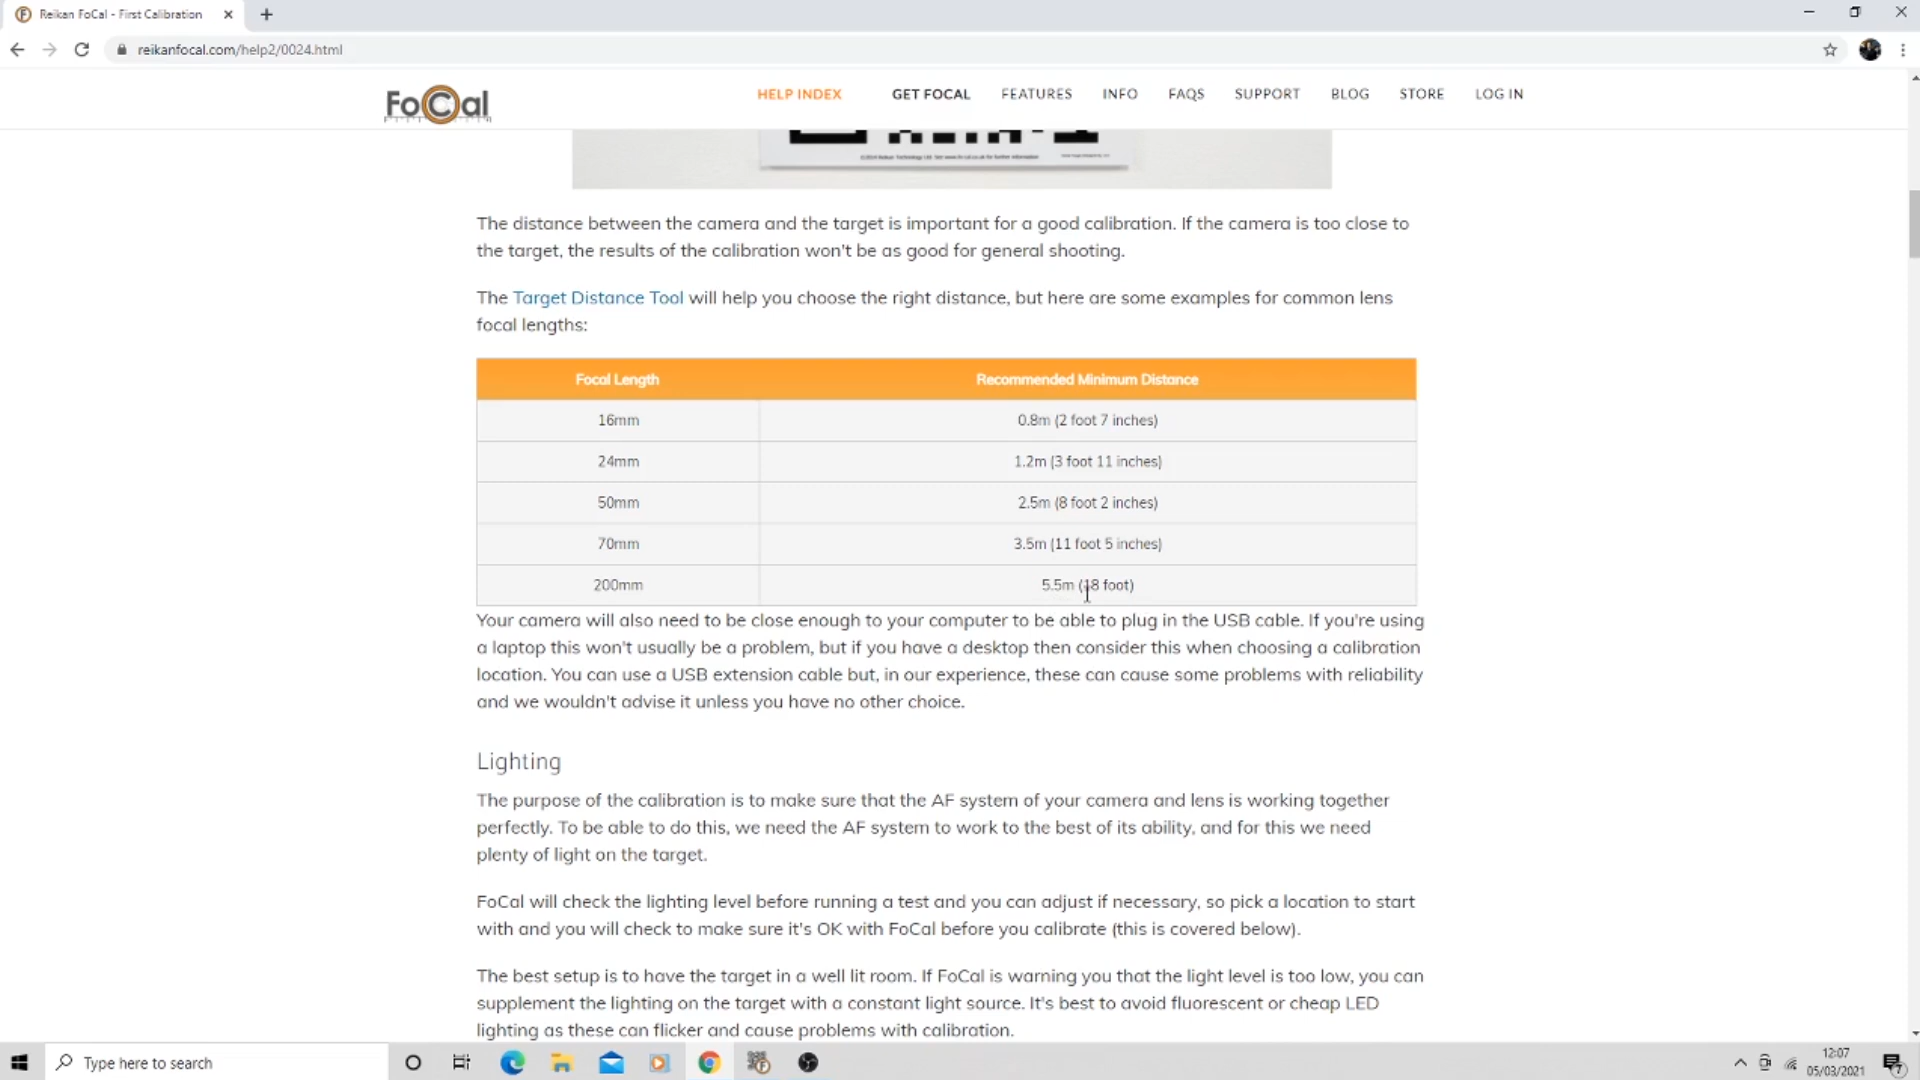 Reikan FoCal - First Calibration
reikanfocal.com/help2/0024.html
FoCal
HELP INDEX
GET FOCAL
FEATURES
INFO
FAQS
SUPPORT
BLOG
STORE
LOG IN
The distance between the camera and the target is important for a good calibration. If the camera is too close to
the target, the results of the calibration won't be as good for general shooting.
The Target Distance Tool will help you choose the right distance, but here are some examples for common lens
focal lengths:
Focal Length Recommended Minimum Distance
16mm 0.8m (2 foot 7 inches)
24mm 1.2m (3 foot 11 inches)
50mm 2.5m (8 foot 2 inches)
70mm 3.5m (11 foot 5 inches)
200mm 5.5m (18 foot)
Your camera will also need to be close enough to your computer to be able to plug in the USB cable. If you're using
a laptop this won't usually be a problem, but if you have a desktop then consider this when choosing a calibration
location. You can use a USB extension cable but, in our experience, these can cause some problems with reliability
and we wouldn't advise it unless you have no other choice.
Lighting
The purpose of the calibration is to make sure that the AF system of your camera and lens is working together
perfectly. To be able to do this, we need the AF system to work to the best of its ability, and for this we need
plenty of light on the target.
FoCal will check the lighting level before running a test and you can adjust if necessary, so pick a location to start
with and you will check to make sure it's OK with FoCal before you calibrate (this is covered below).
The best setup is to have the target in a well lit room. If FoCal is warning you that the light level is too low, you can
supplement the lighting on the target with a constant light source. It's best to avoid fluorescent or cheap LED
lighting as these can flicker and cause problems with calibration.
Type here to search
12:07
05/03/2021
7